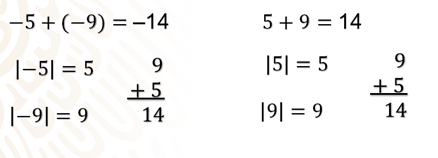 −5 + (−9) = –14
|−5| = 5
9
+ 5
|−9| = 9
14
5 + 9 = 14
|5| = 5
9
+ 5
|9| = 9
14